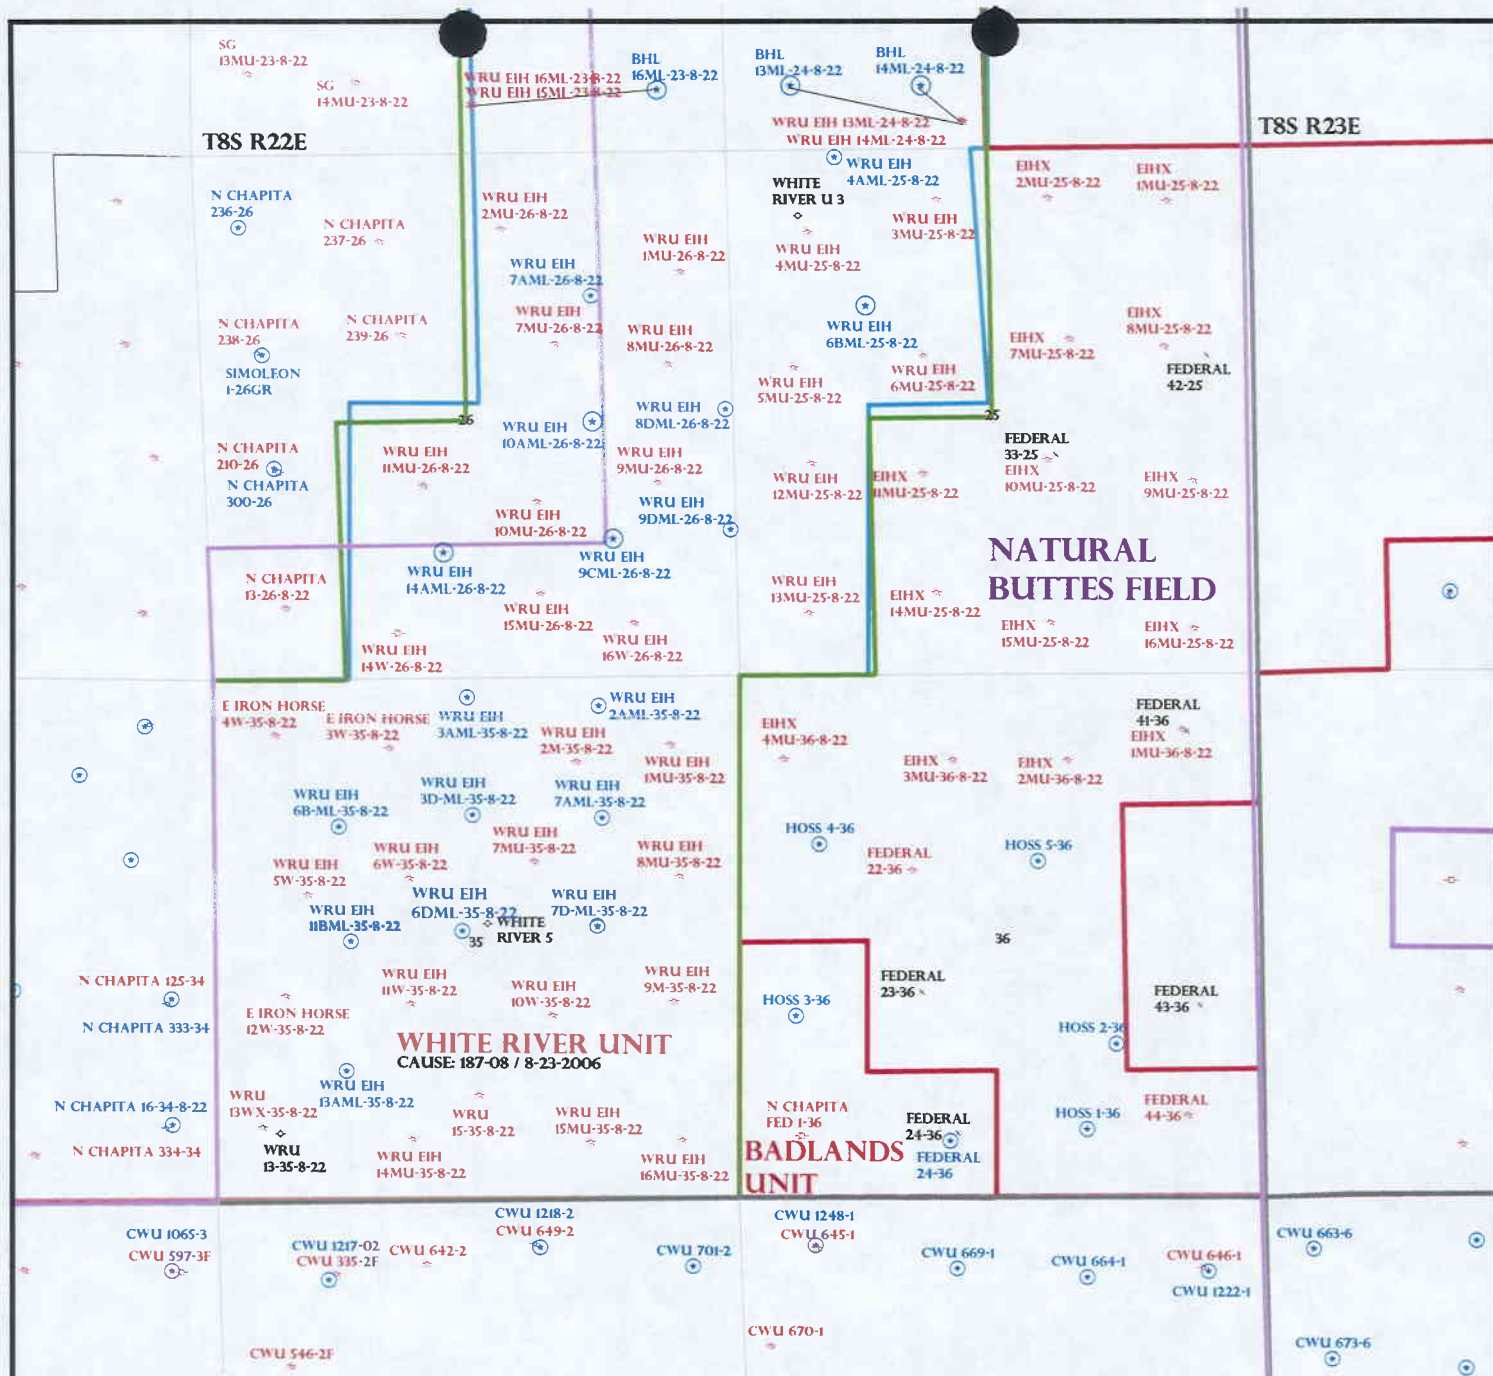 SG
13MU-23-8-22
SG
14MU-23-8-22
WRU EIH 16ML-23-8-22
WRU EIH 15ML-23-8-22
BHL
16ML-23-8-22
BHL
13ML-24-8-22
BHL
14ML-24-8-22
WRU EIH 13ML-24-8-22
WRU EIH 14ML-24-8-22
T8S R22E
T8S R23E
N CHAPITA
236-26
N CHAPITA
237-26
WRU EIH
2MU-26-8-22
WRU EIH
1MU-26-8-22
WRU EIH
7AML-26-8-22
WRU EIH
7MU-26-8-22
WRU EIH
8MU-26-8-22
WHITE
RIVER U 3
WRU EIH
4AML-25-8-22
WRU EIH
3MU-25-8-22
WRU EIH
4MU-25-8-22
EIHX
2MU-25-8-22
EIHX
1MU-25-8-22
N CHAPITA
238-26
SIMOLEON
1-26GR
N CHAPITA
239-26
WRU EIH
6BML-25-8-22
WRU EIH
6MU-25-8-22
WRU EIH
5MU-25-8-22
EIHX
7MU-25-8-22
EIHX
8MU-25-8-22
FEDERAL
42-25
26
25
WRU EIH
10AML-26-8-22
WRU EIH
8DML-26-8-22
N CHAPITA
210-26
N CHAPITA
300-26
WRU EIH
11MU-26-8-22
WRU EIH
9MU-26-8-22
WRU EIH
10MU-26-8-22
WRU EIH
9DML-26-8-22
WRU EIH
12MU-25-8-22
EIHX
11MU-25-8-22
FEDERAL
33-25
EIHX
10MU-25-8-22
EIHX
9MU-25-8-22
NATURAL
BUTTES FIELD
WRU EIH
14AML-26-8-22
WRU EIH
9CML-26-8-22
N CHAPITA
13-26-8-22
WRU EIH
15MU-26-8-22
WRU EIH
14W-26-8-22
WRU EIH
16W-26-8-22
WRU EIH
13MU-25-8-22
EIHX
14MU-25-8-22
EIHX
15MU-25-8-22
EIHX
16MU-25-8-22
E IRON HORSE
4W-35-8-22
E IRON HORSE
3W-35-8-22
WRU EIH
3AML-35-8-22
WRU EIH
2AML-35-8-22
WRU EIH
2M-35-8-22
WRU EIH
1MU-35-8-22
EIHX
4MU-36-8-22
EIHX
3MU-36-8-22
EIHX
2MU-36-8-22
FEDERAL
41-36
EIHX
1MU-36-8-22
WRU EIH
6B-ML-35-8-22
WRU EIH
3D-ML-35-8-22
WRU EIH
7AML-35-8-22
WRU EIH
7MU-35-8-22
WRU EIH
8MU-35-8-22
WRU EIH
6W-35-8-22
WRU EIH
5W-35-8-22
HOSS 4-36
FEDERAL
22-36
HOSS 5-36
WRU EIH
11BML-35-8-22
WRU EIH
6DML-35-8-22
WRU EIH
7D-ML-35-8-22
35
WHITE
RIVER 5
36
N CHAPITA 125-34
N CHAPITA 333-34
WRU EIH
11W-35-8-22
WRU EIH
10W-35-8-22
WRU EIH
9M-35-8-22
E IRON HORSE
12W-35-8-22
HOSS 3-36
FEDERAL
23-36
FEDERAL
43-36
HOSS 2-36
WHITE RIVER UNIT
CAUSE: 187-08 / 8-23-2006
N CHAPITA 16-34-8-22
N CHAPITA 334-34
WRU
13WX-35-8-22
WRU EIH
13AML-35-8-22
WRU
13-35-8-22
WRU
15-35-8-22
WRU EIH
14MU-35-8-22
WRU EIH
15MU-35-8-22
WRU EIH
16MU-35-8-22
N CHAPITA
FED 1-36
BADLANDS
UNIT
FEDERAL
24-36
FEDERAL
24-36
HOSS 1-36
FEDERAL
44-36
CWU 1065-3
CWU 597-3F
CWU 1217-02
CWU 335-2F
CWU 642-2
CWU 1218-2
CWU 649-2
CWU 701-2
CWU 1248-1
CWU 645-1
CWU 669-1
CWU 664-1
CWU 646-1
CWU 1222-1
CWU 663-6
CWU 546-2F
CWU 670-1
CWU 673-6